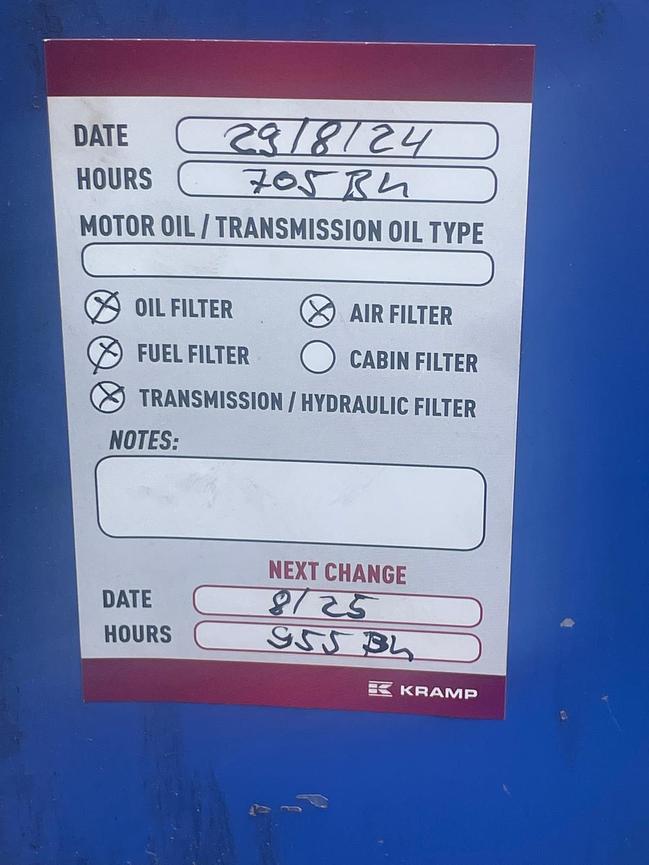 DATE 29/8/24
HOURS 705 Bh
MOTOR OIL / TRANSMISSION OIL TYPE
OIL FILTER AIR FILTER
FUEL FILTER CABIN FILTER
TRANSMISSION / HYDRAULIC FILTER
NOTES:
NEXT CHANGE
DATE 8/25
HOURS 955 Bh
KRAMP